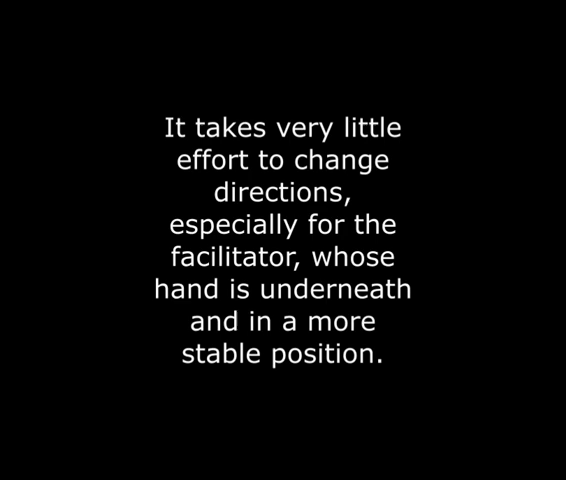 It takes very little
effort to change
directions,
especially for the
facilitator, whose
hand is underneath
and in a more
stable position.